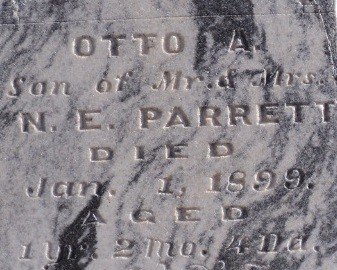 OTTO A.
Son of Mr. & Mrs.
N. E. PARRETT
DIED
Jan. 1, 1899.
AGED
1 Yr. 2 Mo. 4 Da.